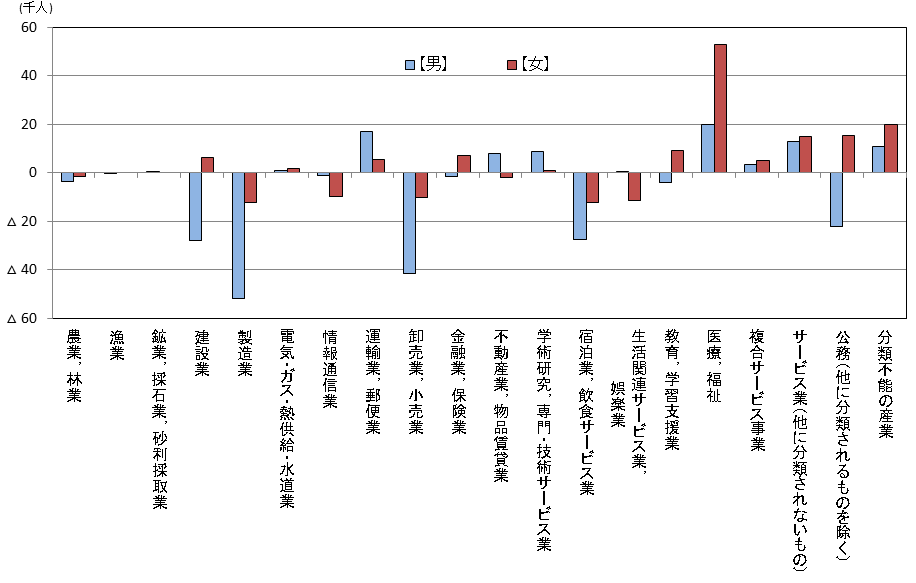 (千人)
60
40
20
0
△ 20
△ 40
△ 60
【男】
【女】
農業，林業
漁業
鉱業，採石業，砂利採取業
建設業
製造業
電気・ガス・熱供給・水道業
情報通信業
運輸業，郵便業
卸売業，小売業
金融業，保険業
不動産業，物品賃貸業
学術研究，専門・技術サービス業
宿泊業，飲食サービス業
生活関連サービス業，
娯楽業
教育，学習支援業
医療，福祉
複合サービス事業
サービス業(他に分類されないもの)
公務(他に分類されるものを除く)
分類不能の産業